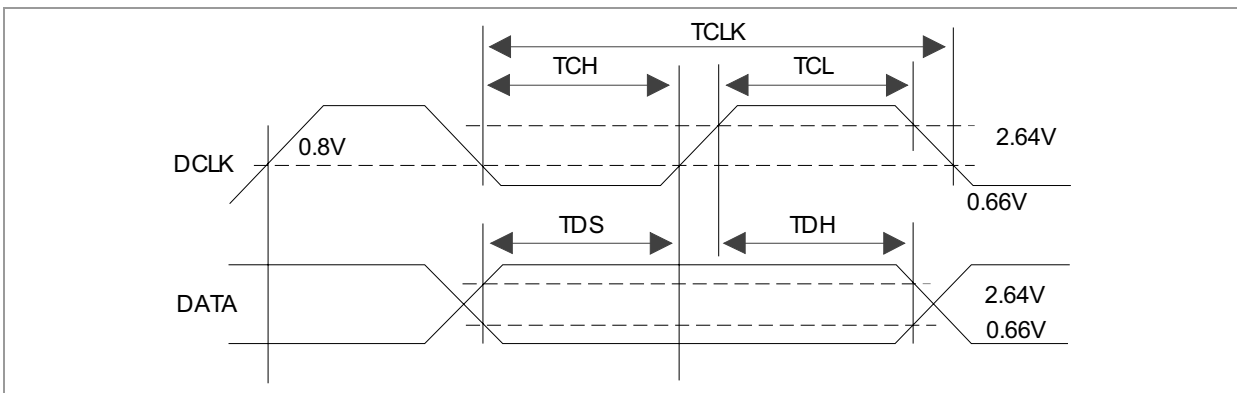 TCLK
TCH
TCL
DCLK
0.8V
2.64V
0.66V
TDS
TDH
DATA
2.64V
0.66V